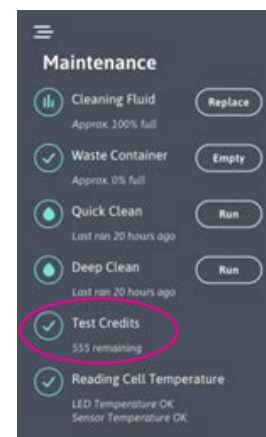 Maintenance
Cleaning Fluid
Replace
Approx. 100% full
Waste Container
Empty
Approx. 0% full
Quick Clean
Run
Last ran 20 hours ago
Deep Clean
Run
Last ran 20 hours ago
Test Credits
555 remaining
Reading Cell Temperature
LED Temperature OK
Sensor Temperature OK